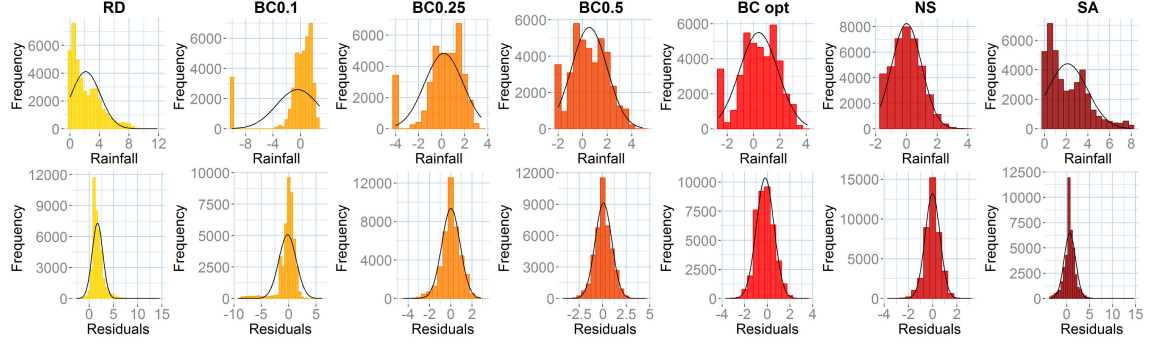 RD BC0.1 BC0.25 BC0.5 BC opt NS SA
Frequency Frequency Frequency Frequency Frequency Frequency Frequency
6000 6000 6000 6000 6000 8000 6000
4000 4000 4000 4000 4000 6000 4000
2000 2000 2000 2000 2000 4000 2000
0 0 0 0 0 2000 0
0
0 4 8 12 -8 -4 0 -4 -2 0 2 4 -2 0 2 4 -2 0 2 4 -2 0 2 4 0 2 4 6 8
Rainfall Rainfall Rainfall Rainfall Rainfall Rainfall Rainfall
Frequency Frequency Frequency Frequency Frequency Frequency Frequency
12000 10000 12000 12000 10000 15000 12500
9000 7500 8000 9000 7500 10000 10000
6000 5000 4000 6000 5000 5000 7500
3000 2500 0 3000 2500 0 5000
0 0 0 0 2500
0
0 5 10 15 -10 -5 0 5 -4 -2 0 2 -2.5 0 2.5 5 -4 -2 0 2 4 -4 -2 0 2 -5 0 5 10 15
Residuals Residuals Residuals Residuals Residuals Residuals Residuals